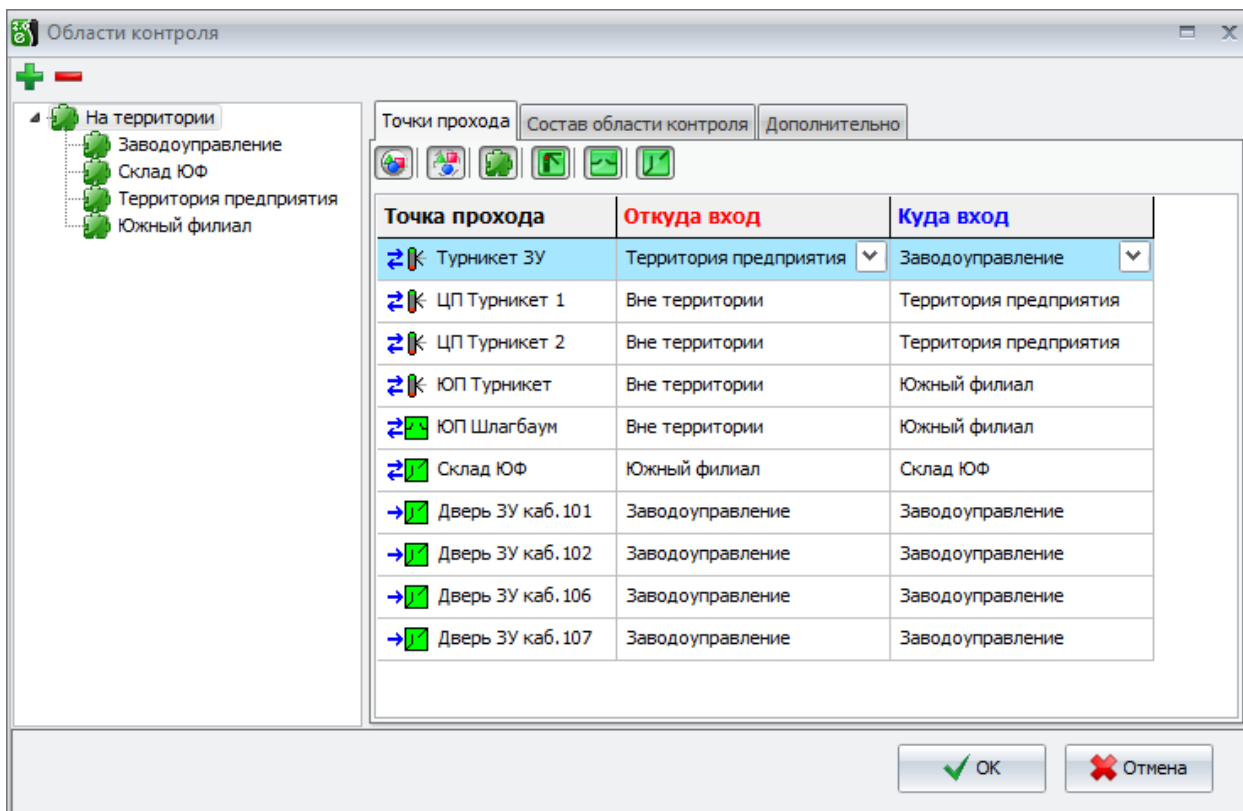 Области контроля
На территории
Заводоуправление
Склад ЮФ
Территория предприятия
Южный филиал
Точки прохода Состав области контроля Дополнительно
Точка прохода Откуда вход Куда вход
Турникет ЗУ Территория предприятия Заводоуправление
ЦП Турникет 1 Вне территории Территория предприятия
ЦП Турникет 2 Вне территории Территория предприятия
ЮП Турникет Вне территории Южный филиал
ЮП Шлагбаум Вне территории Южный филиал
Склад ЮФ Южный филиал Склад ЮФ
Дверь ЗУ каб.101 Заводоуправление Заводоуправление
Дверь ЗУ каб.102 Заводоуправление Заводоуправление
Дверь ЗУ каб.106 Заводоуправление Заводоуправление
Дверь ЗУ каб.107 Заводоуправление Заводоуправление
OK Отмена